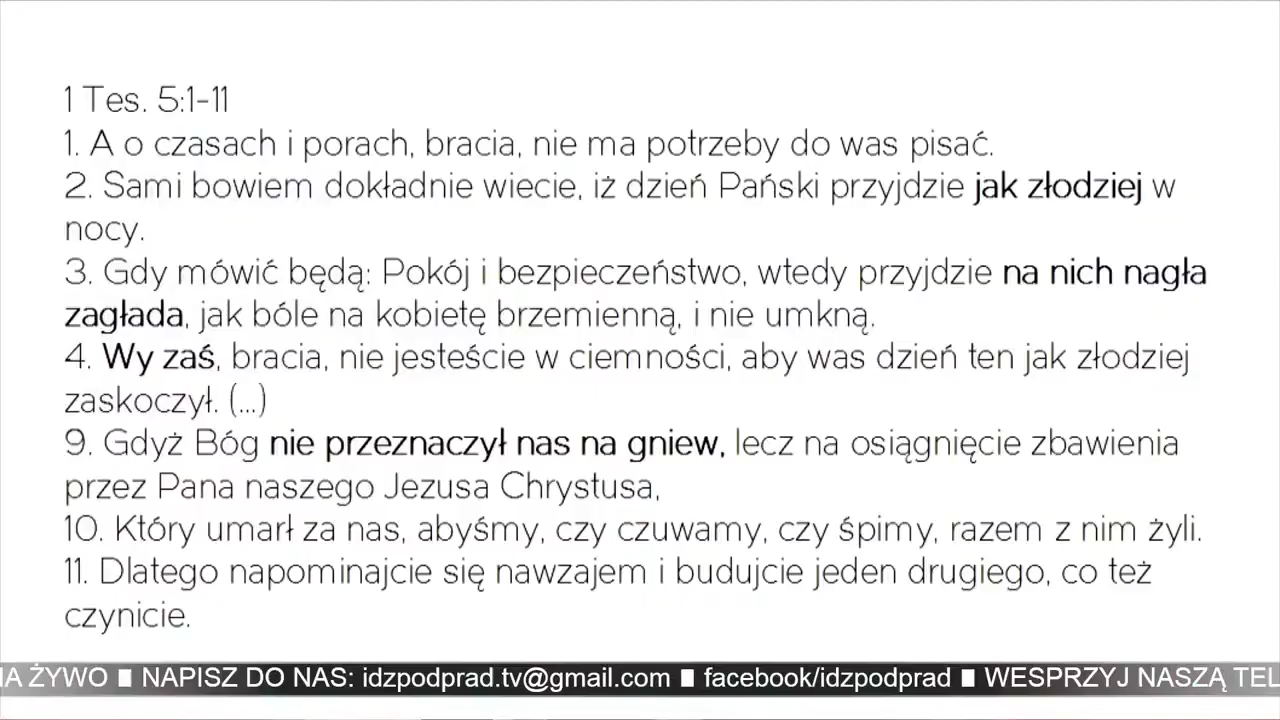 1 Tes. 5:1-11
1. A o czasach i porach, bracia, nie ma potrzeby do was pisać.
2. Sami bowiem dokładnie wiecie, iż dzień Pański przyjdzie jak złodziej w
nocy.
3. Gdy mówić będą: Pokój i bezpieczeństwo, wtedy przyjdzie na nich nagła
zagłada, jak bóle na kobietę brzemienną, i nie umkną.
4. Wy zaś, bracia, nie jesteście w ciemności, aby was dzień ten jak złodziej
zaskoczył. (...)
9. Gdyż Bóg nie przeznaczył nas na gniew, lecz na osiągnięcie zbawienia
przez Pana naszego Jezusa Chrystusa,
10. Który umarł za nas, abyśmy, czy czuwamy, czy śpimy, razem z nim żyli.
11. Dlatego napominajcie się nawzajem i budujcie jeden drugiego, co też
czynicie.
A ŻYWO ■ NAPISZ DO NAS: idzpodprad.tv@gmail.com ■ facebook/idzpodprad ■ WESPRZYJ NASZĄ TEL